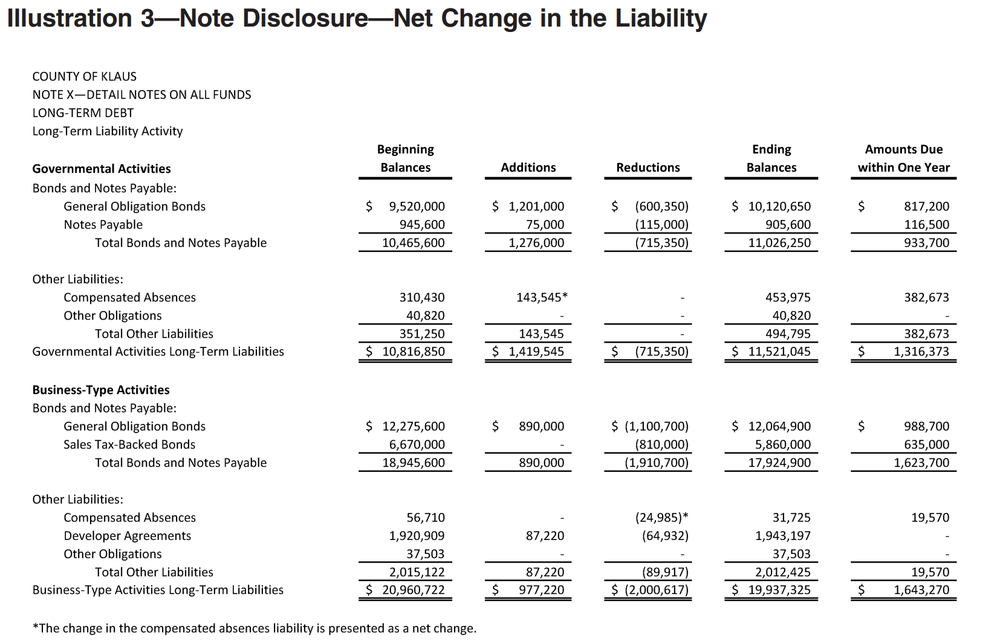 Illustration 3—Note Disclosure—Net Change in the Liability
COUNTY OF KLAUS
NOTE X—DETAIL NOTES ON ALL FUNDS
LONG-TERM DEBT
Long-Term Liability Activity
Beginning Ending Amounts Due
Governmental Activities Balances Additions Reductions Balances within One Year
Bonds and Notes Payable:
General Obligation Bonds $ 9,520,000 $ 1,201,000 $ (600,350) $ 10,120,650 $ 817,200
Notes Payable 945,600 75,000 (115,000) 905,600 116,500
Total Bonds and Notes Payable 10,465,600 1,276,000 (715,350) 11,026,250 933,700
Other Liabilities:
Compensated Absences 310,430 143,545* - 453,975 382,673
Other Obligations 40,820 - - 40,820 -
Total Other Liabilities 351,250 143,545 - 494,795 382,673
Governmental Activities Long-Term Liabilities $ 10,816,850 $ 1,419,545 $ (715,350) $ 11,521,045 $ 1,316,373
Business-Type Activities
Bonds and Notes Payable:
General Obligation Bonds $ 12,275,600 $ 890,000 $ (1,100,700) $ 12,064,900 $ 988,700
Sales Tax-Backed Bonds 6,670,000 - (810,000) 5,860,000 635,000
Total Bonds and Notes Payable 18,945,600 890,000 (1,910,700) 17,924,900 1,623,700
Other Liabilities:
Compensated Absences 56,710 - (24,985)* 31,725 19,570
Developer Agreements 1,920,909 87,220 (64,932) 1,943,197 -
Other Obligations 37,503 - - 37,503 -
Total Other Liabilities 2,015,122 87,220 (89,917) 2,012,425 19,570
Business-Type Activities Long-Term Liabilities $ 20,960,722 $ 977,220 $ (2,000,617) $ 19,937,325 $ 1,643,270
*The change in the compensated absences liability is presented as a net change.